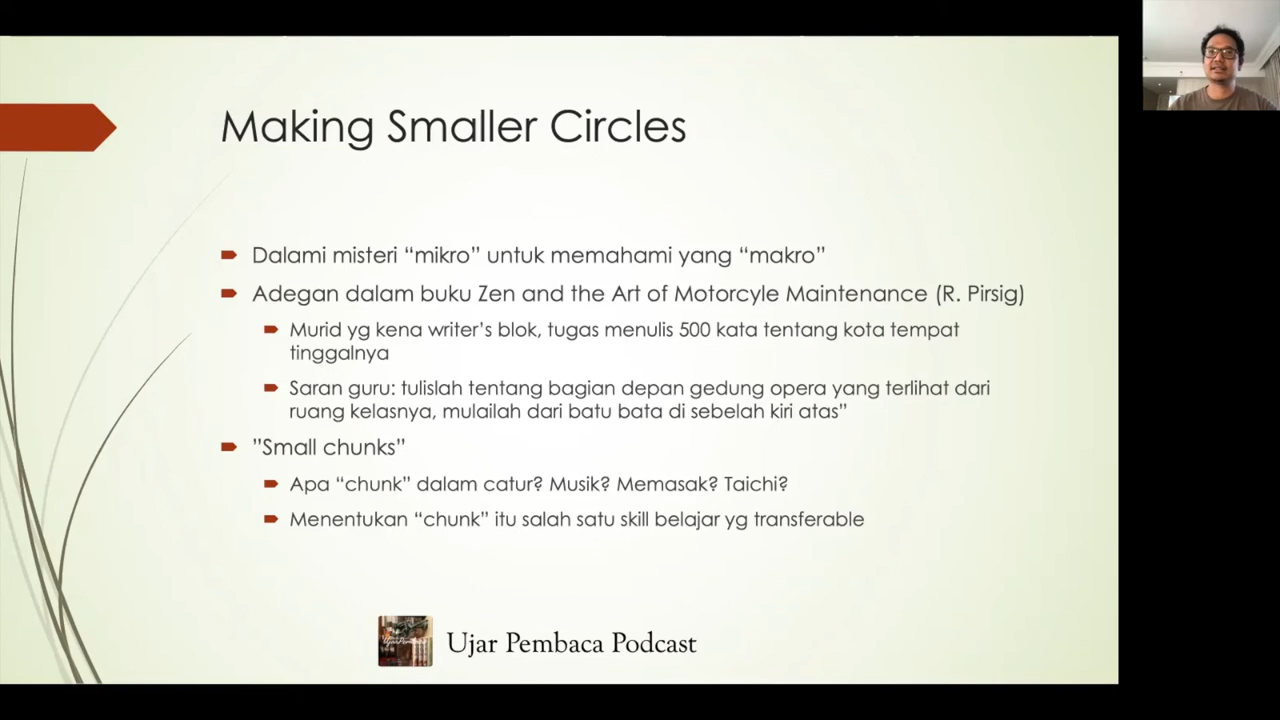 Making Smaller Circles
Dalami misteri “mikro” untuk memahami yang “makro”
Adegan dalam buku Zen and the Art of Motorcyle Maintenance (R. Pirsig)
Murid yg kena writer’s blok, tugas menulis 500 kata tentang kota tempat
tinggalnya
Saran guru: tulislah tentang bagian depan gedung opera yang terlihat dari
ruang kelasnya, mulailah dari batu bata di sebelah kiri atas”
”Small chunks”
Apa “chunk” dalam catur? Musik? Memasak? Taichi?
Menentukan “chunk” itu salah satu skill belajar yg transferable
UjarPembaca
Ujar Pembaca Podcast